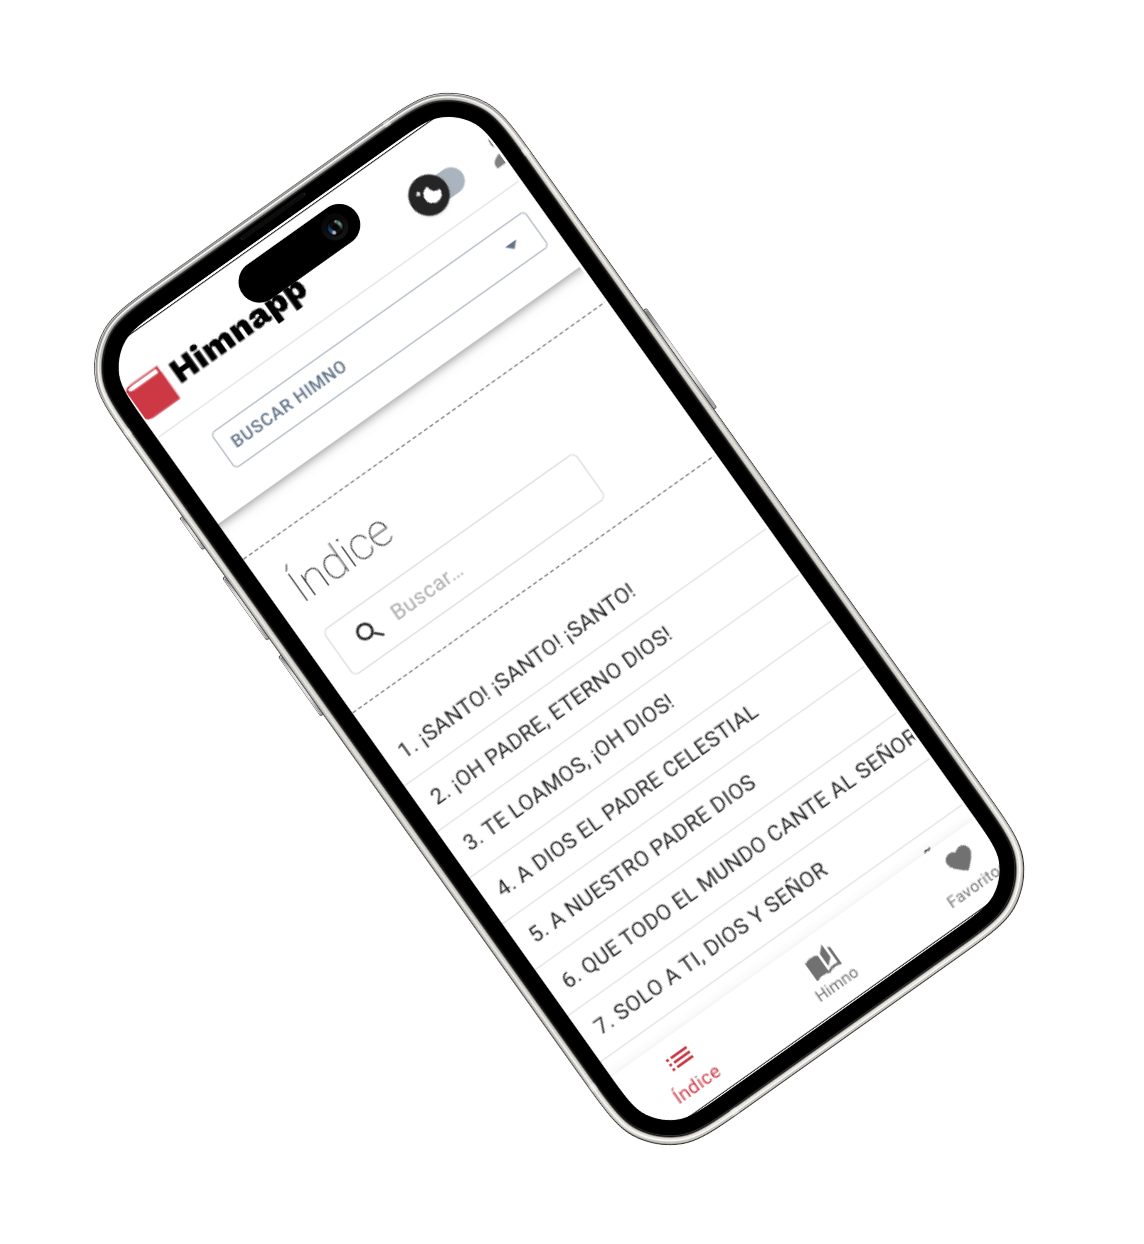 Himnapp
BUSCAR HIMNO
Índice
Buscar...
1. ¡SANTO! ¡SANTO! ¡SANTO!
2. ¡OH PADRE, ETERNO DIOS!
3. TE LOAMOS, ¡OH DIOS!
4. A DIOS EL PADRE CELESTIAL
5. A NUESTRO PADRE DIOS
6. QUE TODO EL MUNDO CANTE AL SEÑOR
7. SOLO A TI, DIOS Y SEÑOR
Índice
Himno
Favorito